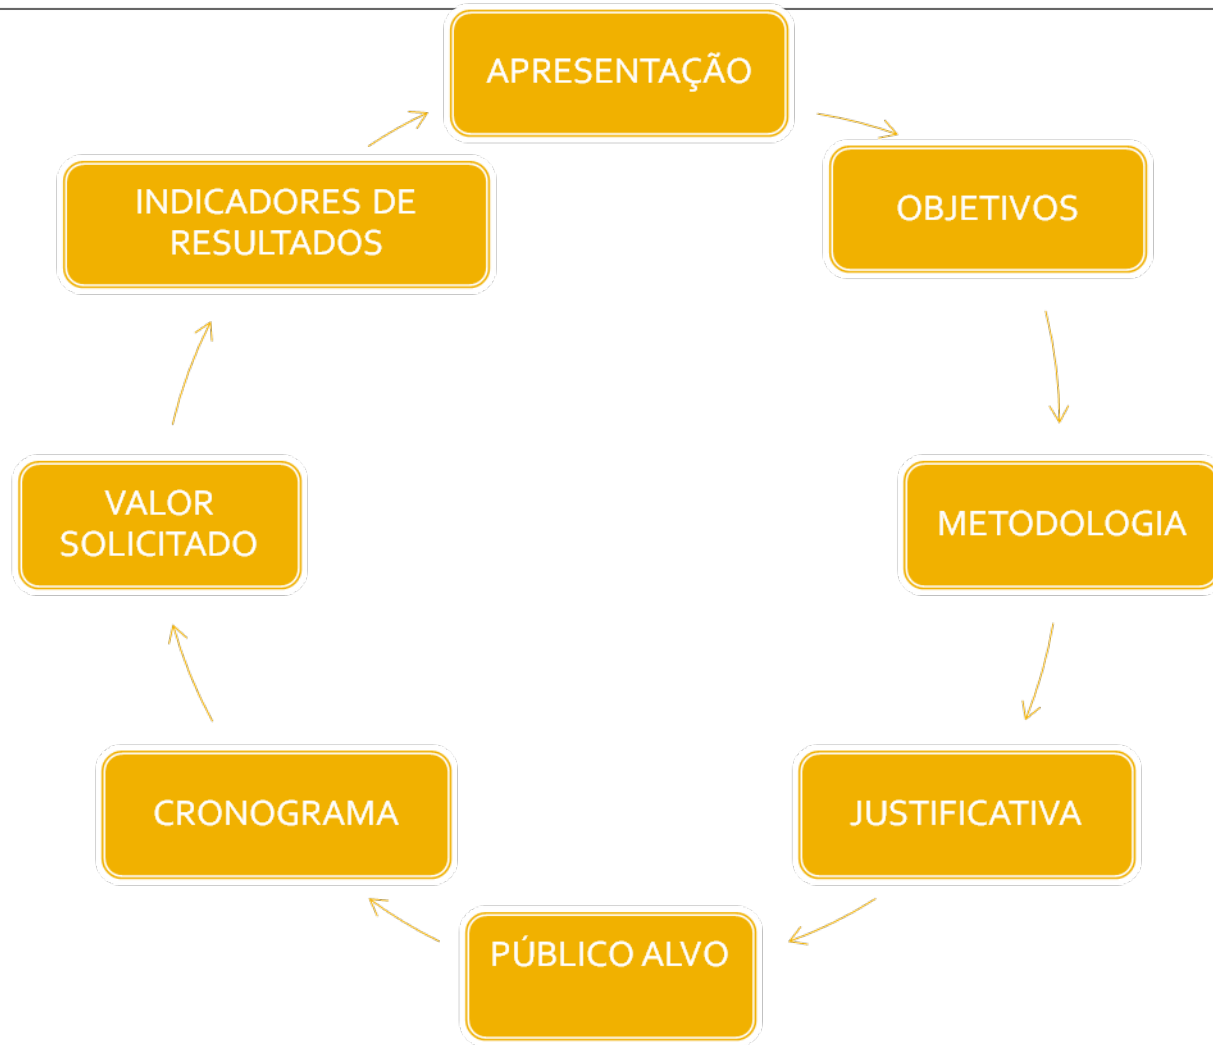 APRESENTAÇÃO
OBJETIVOS
METODOLOGIA
JUSTIFICATIVA
PÚBLICO ALVO
CRONOGRAMA
VALOR
SOLICITADO
INDICADORES DE
RESULTADOS